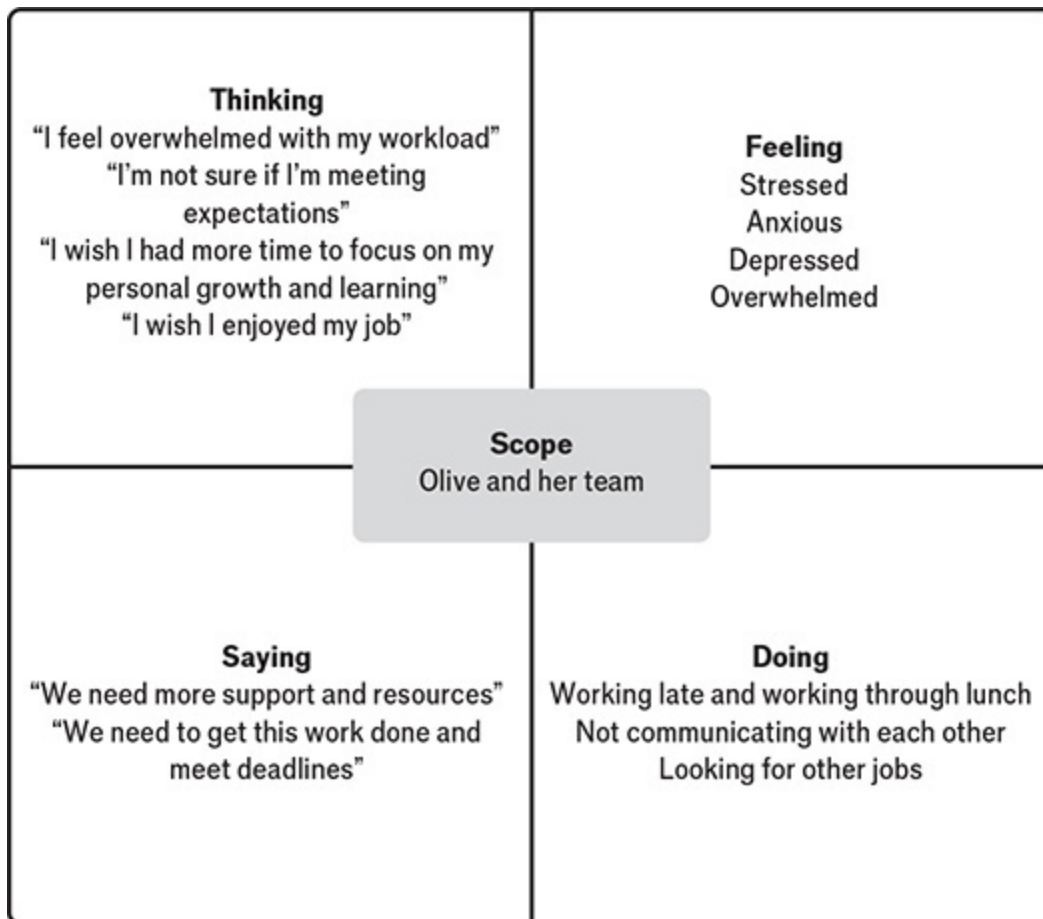 Thinking
“I feel overwhelmed with my workload”
“I’m not sure if I’m meeting
expectations”
“I wish I had more time to focus on my
personal growth and learning”
“I wish I enjoyed my job”
Feeling
Stressed
Anxious
Depressed
Overwhelmed
Scope
Olive and her team
Saying
“We need more support and resources”
“We need to get this work done and
meet deadlines”
Doing
Working late and working through lunch
Not communicating with each other
Looking for other jobs